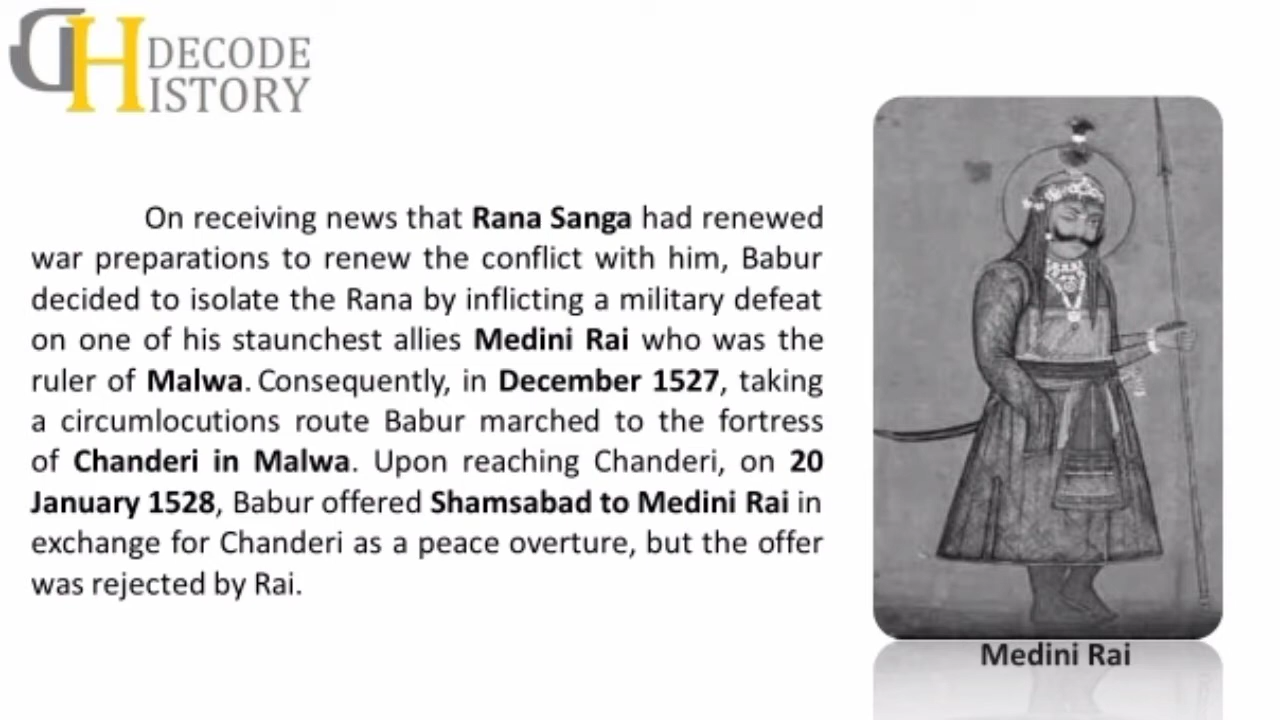 DH DECODE
HISTORY
On receiving news that Rana Sanga had renewed
war preparations to renew the conflict with him, Babur
decided to isolate the Rana by inflicting a military defeat
on one of his staunchest allies Medini Rai who was the
ruler of Malwa. Consequently, in December 1527, taking
a circumlocutions route Babur marched to the fortress
of Chanderi in Malwa. Upon reaching Chanderi, on 20
January 1528, Babur offered Shamsabad to Medini Rai in
exchange for Chanderi as a peace overture, but the offer
was rejected by Rai.
Medini Rai